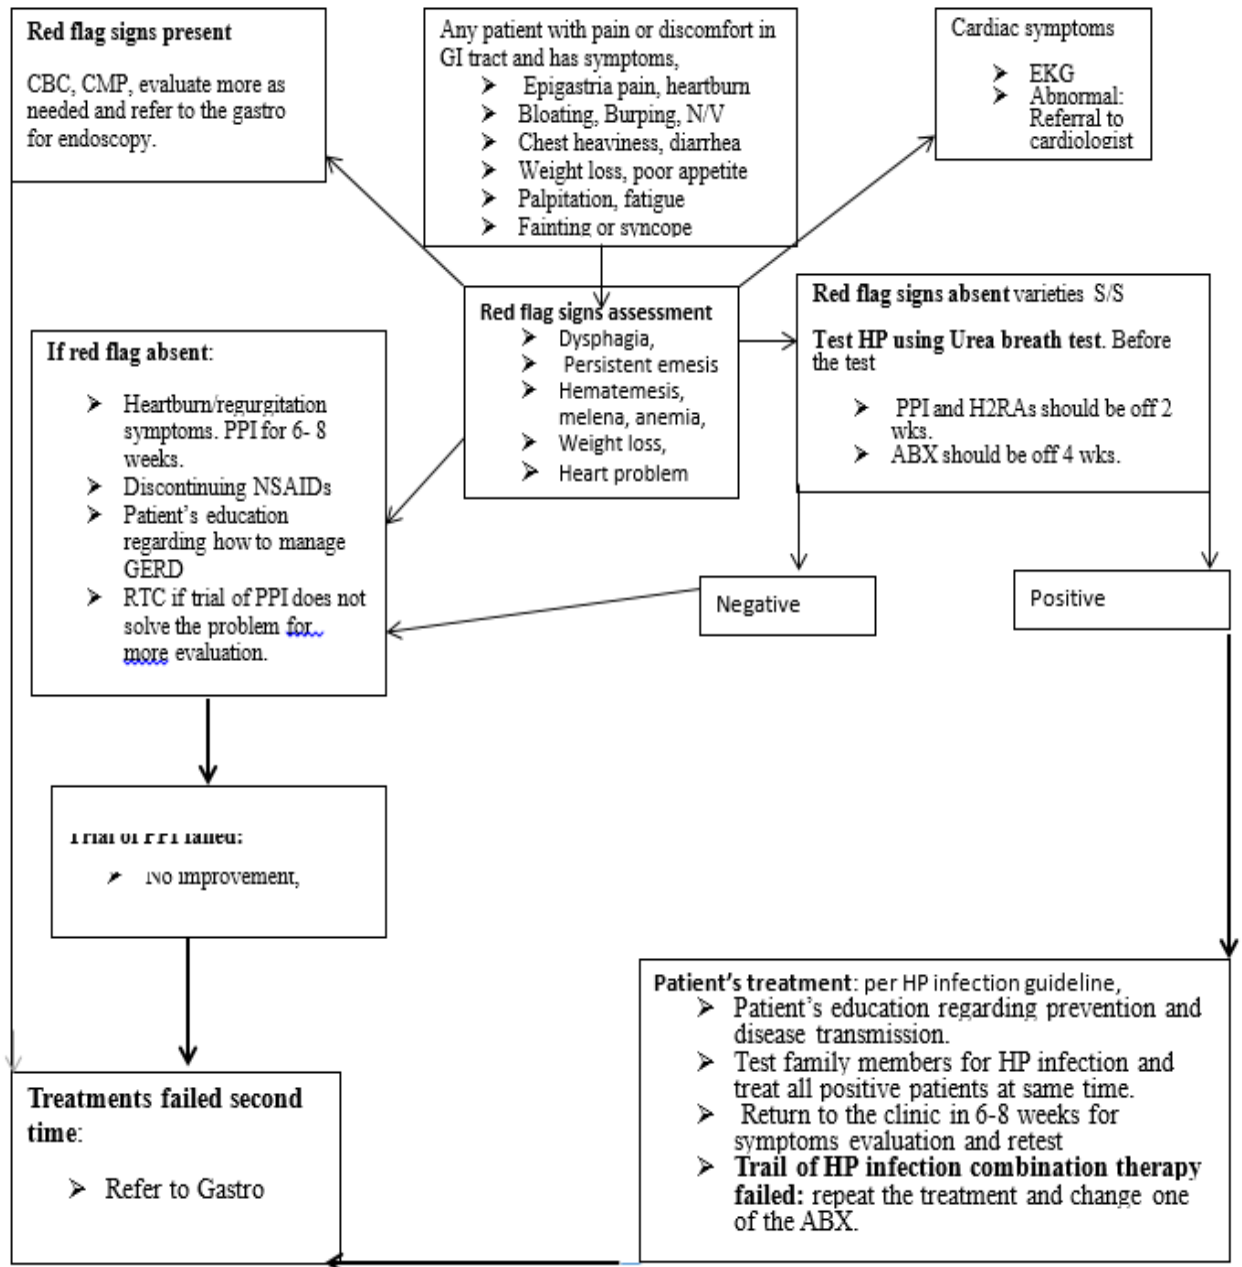 Red flag signs present
CBC, CMP, evaluate more as
needed and refer to the gastro
for endoscopy.
Any patient with pain or discomfort in
GI tract and has symptoms,
➤ Epigastria pain, heartburn
➤ Bloating, Burping, N/V
➤ Chest heaviness, diarrhea
➤ Weight loss, poor appetite
➤ Palpitation, fatigue
➤ Fainting or syncope
Cardiac symptoms
➤ EKG
➤ Abnormal:
Referral to
cardiologist
Red flag signs assessment
➤ Dysphagia,
➤ Persistent emesis
➤ Hematemesis,
melena, anemia,
➤ Weight loss,
➤ Heart problem
Red flag signs absent varieties S/S
Test HP using Urea breath test. Before
the test
➤ PPI and H2RAs should be off 2
wks.
➤ ABX should be off 4 wks.
If red flag absent:
➤ Heartburn/regurgitation
symptoms. PPI for 6- 8
weeks.
➤ Discontinuing NSAIDs
➤ Patient’s education
regarding how to manage
GERD
➤ RTC if trial of PPI does not
solve the problem for
more evaluation.
Negative
Positive
Trial of PPI failed:
➤ No improvement,
Patient’s treatment: per HP infection guideline,
➤ Patient’s education regarding prevention and
disease transmission.
➤ Test family members for HP infection and
treat all positive patients at same time.
➤ Return to the clinic in 6-8 weeks for
symptoms evaluation and retest
➤ Trail of HP infection combination therapy
failed: repeat the treatment and change one
of the ABX.
Treatments failed second
time:
➤ Refer to Gastro